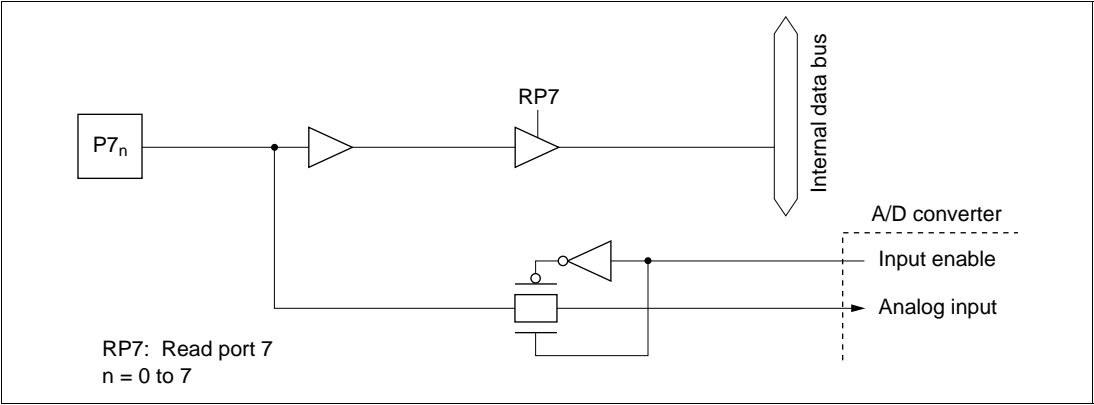 RP7
P7n
Internal data bus
A/D converter
Input enable
Analog input
RP7: Read port 7
n = 0 to 7